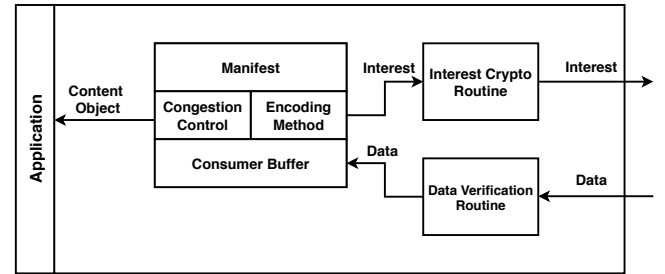 Application
Content
Object
Manifest
Congestion
Control
Encoding
Method
Consumer Buffer
Interest
Interest Crypto
Routine
Interest
Data
Data Verification
Routine
Data